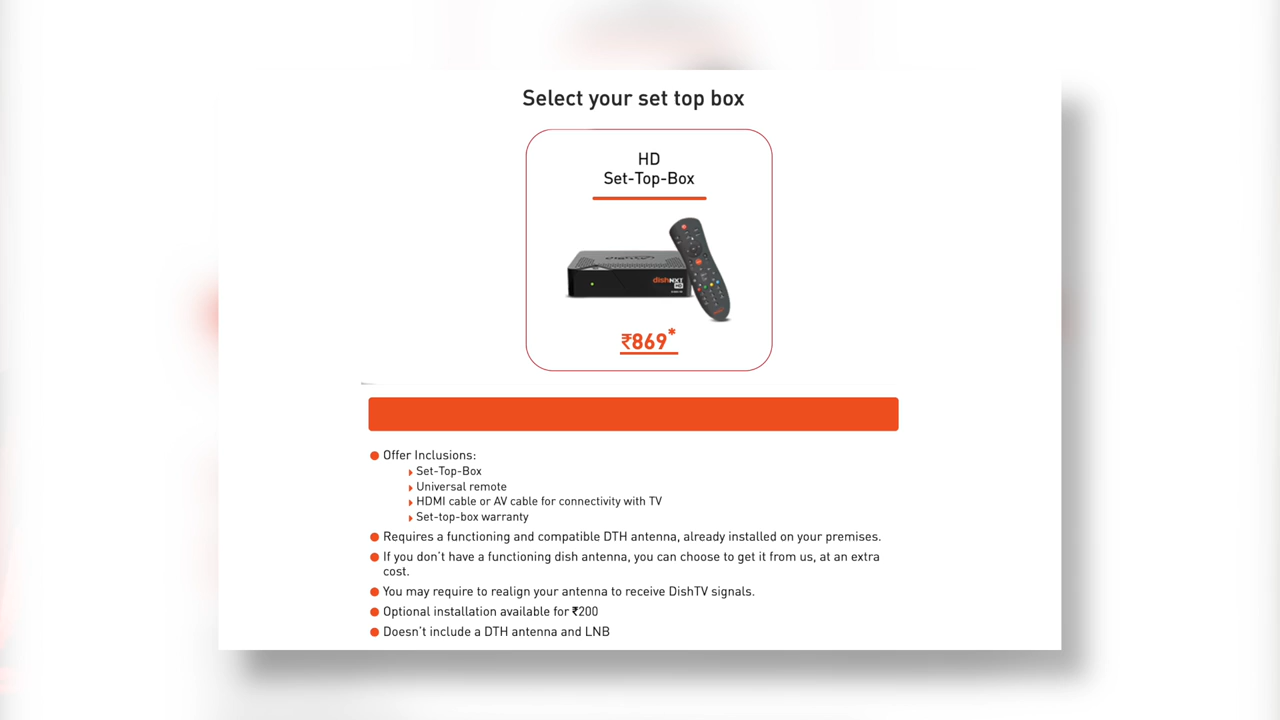 Select your set top box
HD
Set-Top-Box
dishNXT
HD
₹869*
Offer Inclusions:
Set-Top-Box
Universal remote
HDMI cable or AV cable for connectivity with TV
Set-top-box warranty
Requires a functioning and compatible DTH antenna, already installed on your premises.
If you don't have a functioning dish antenna, you can choose to get it from us, at an extra
cost.
You may require to realign your antenna to receive DishTV signals.
Optional installation available for ₹200
Doesn't include a DTH antenna and LNB